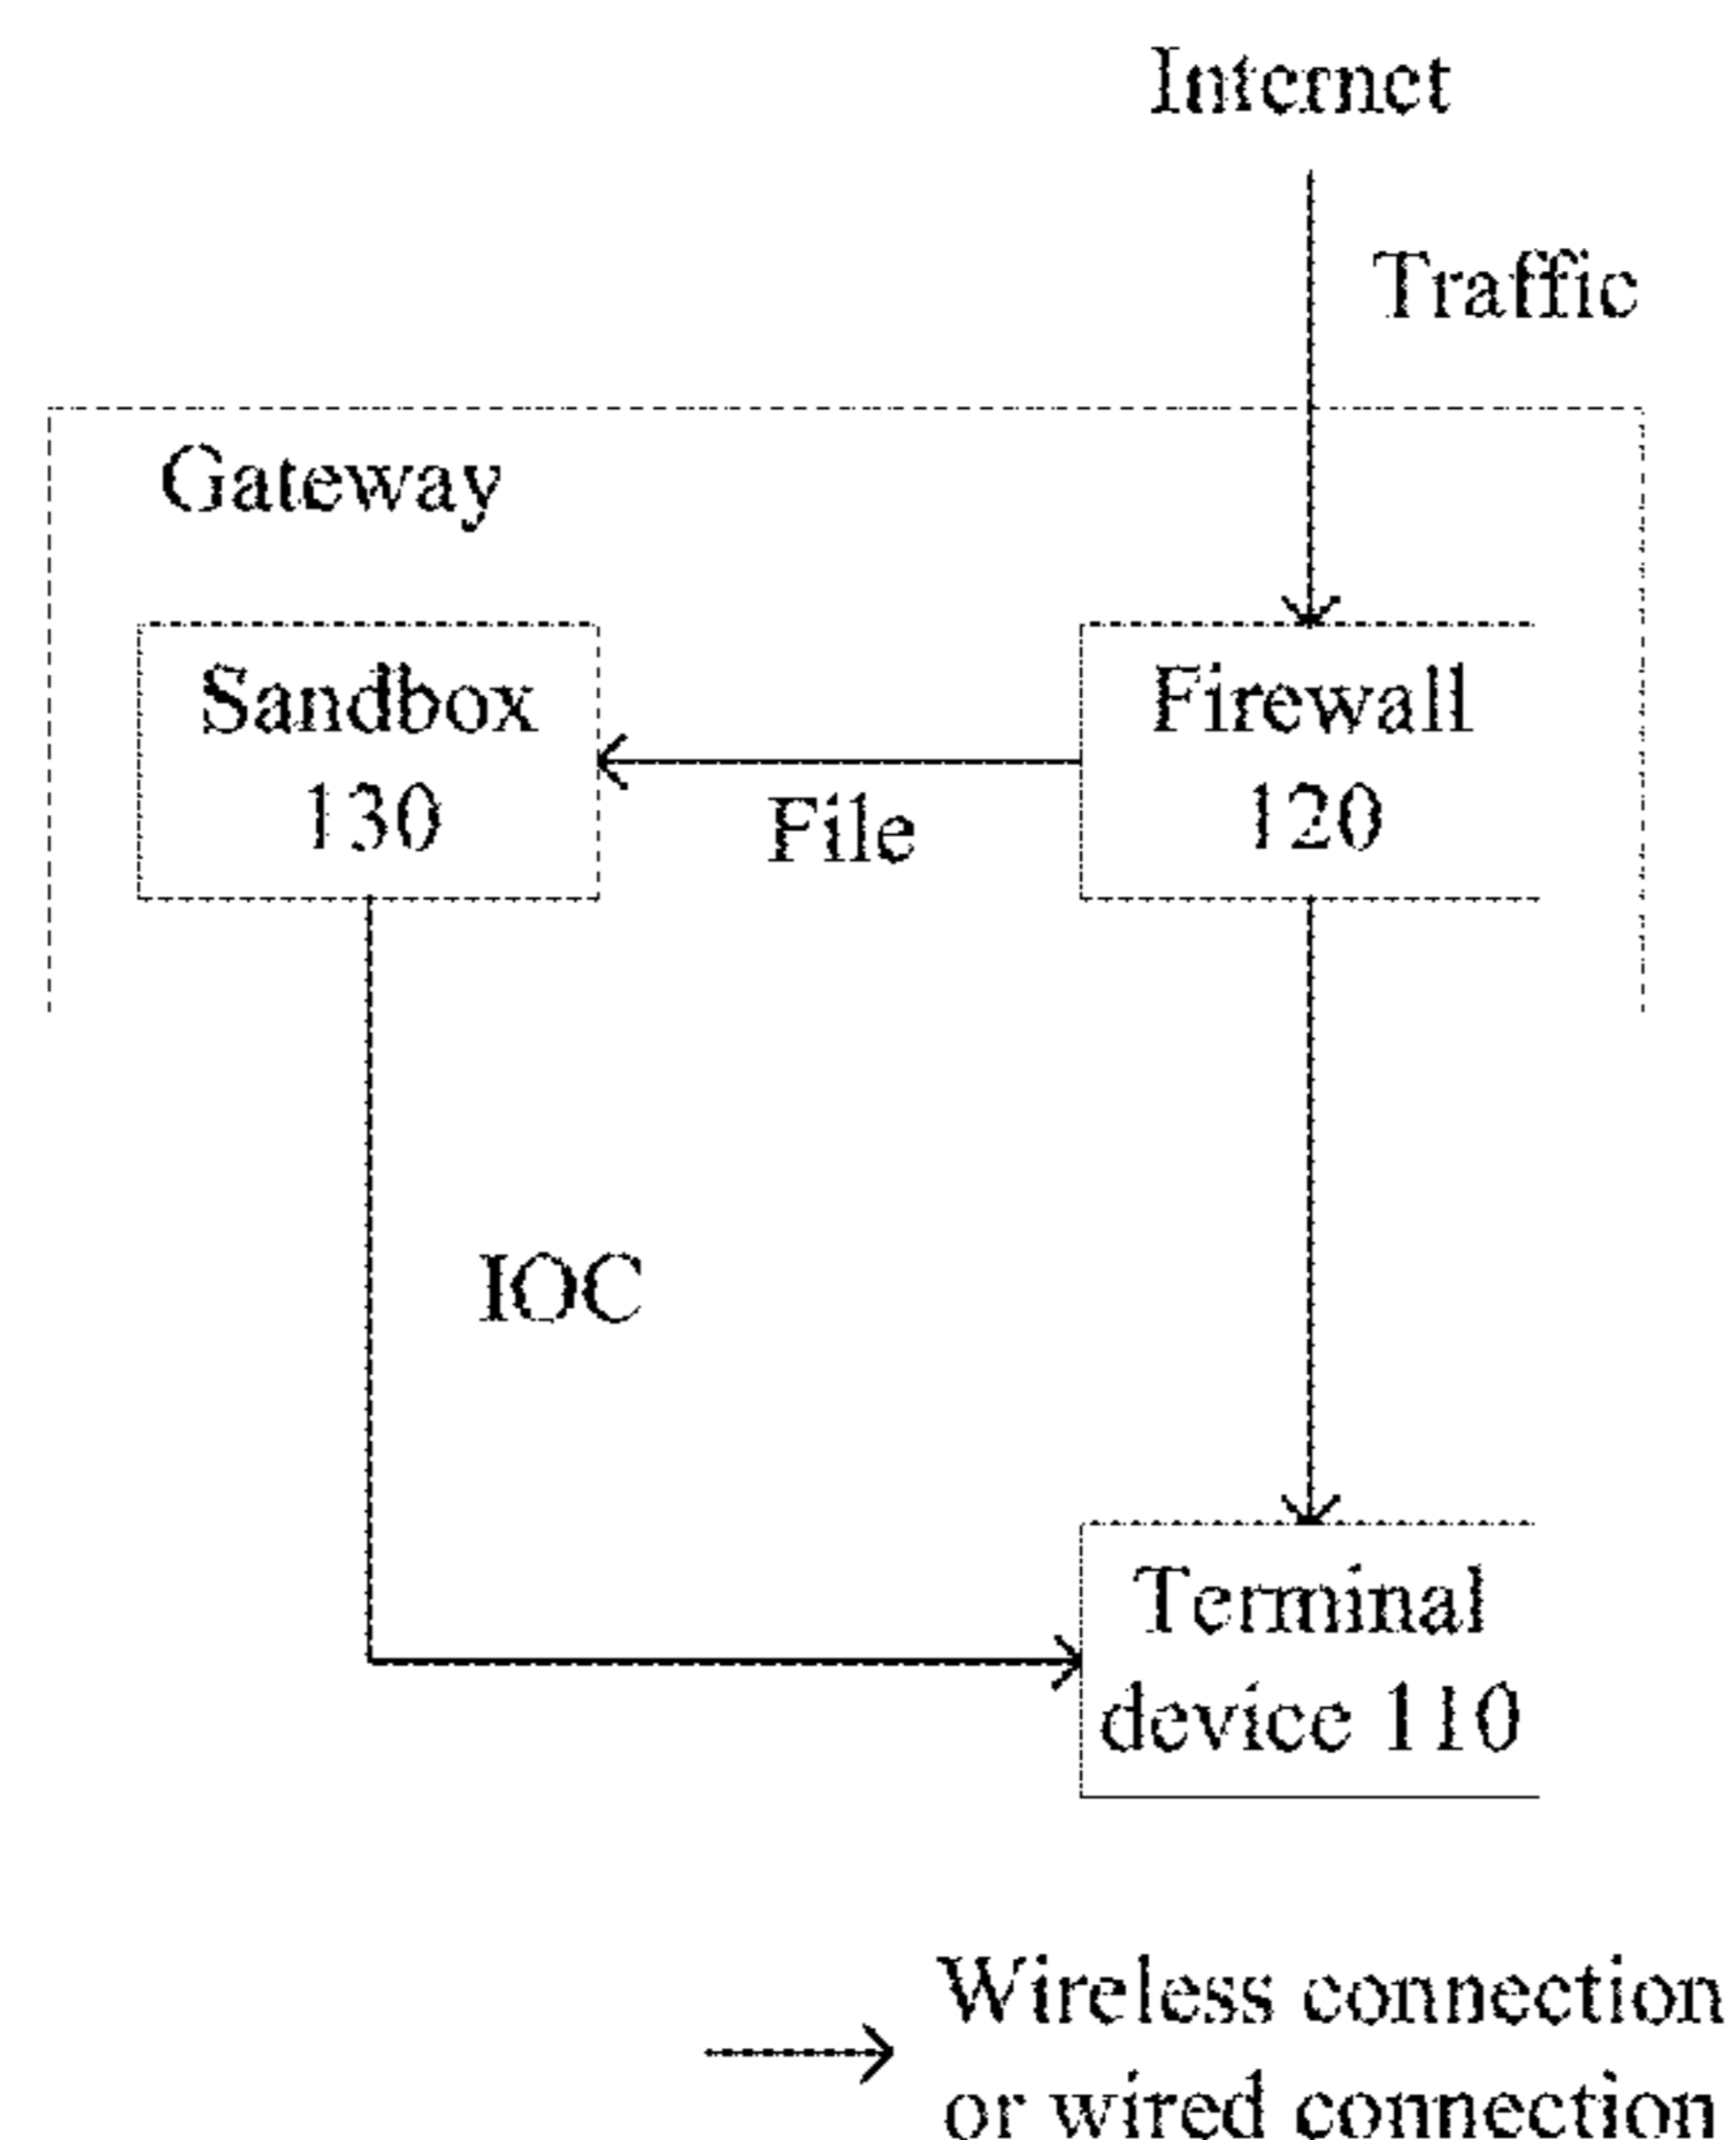 Internet
Traffic
Gateway
Sandbox
130
File
Firewall
120
IOC
Terminal
device 110
Wireless connection
or wired connection